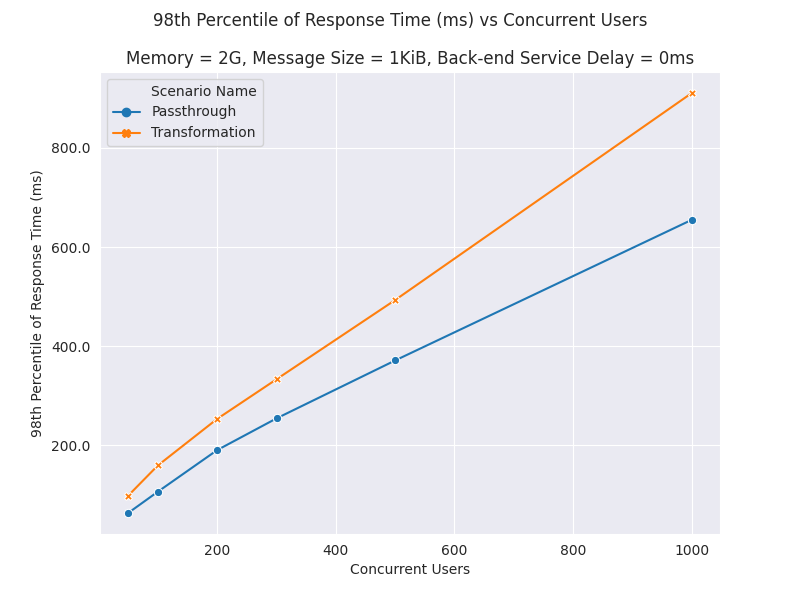 98th Percentile of Response Time (ms) vs Concurrent Users
Memory = 2G, Message Size = 1KiB, Back-end Service Delay = 0ms
Scenario Name
Passthrough
Transformation
800.0
600.0
400.0
200.0
98th Percentile of Response Time (ms)
200 400 600 800 1000
Concurrent Users